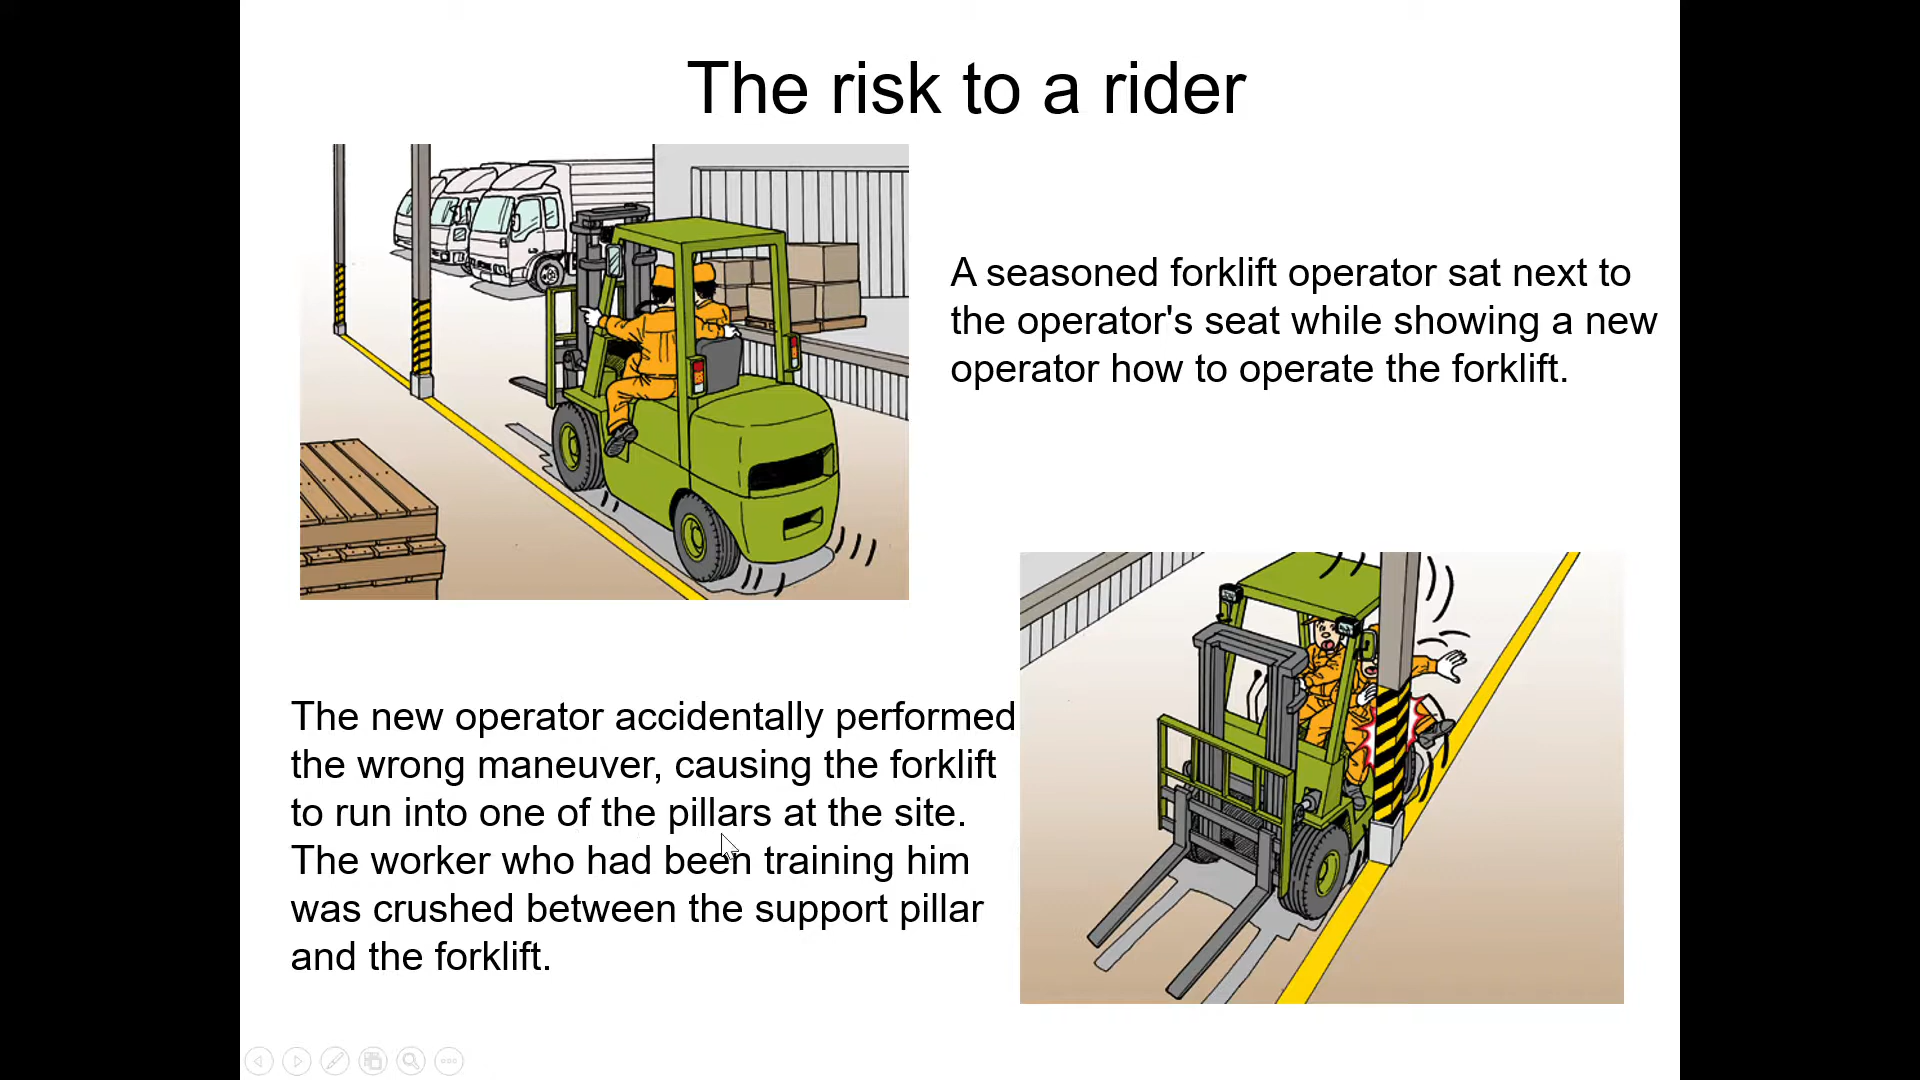 The risk to a rider
A seasoned forklift operator sat next to
the operator's seat while showing a new
operator how to operate the forklift.
The new operator accidentally performed
the wrong maneuver, causing the forklift
to run into one of the pillars at the site.
The worker who had been training him
was crushed between the support pillar
and the forklift.